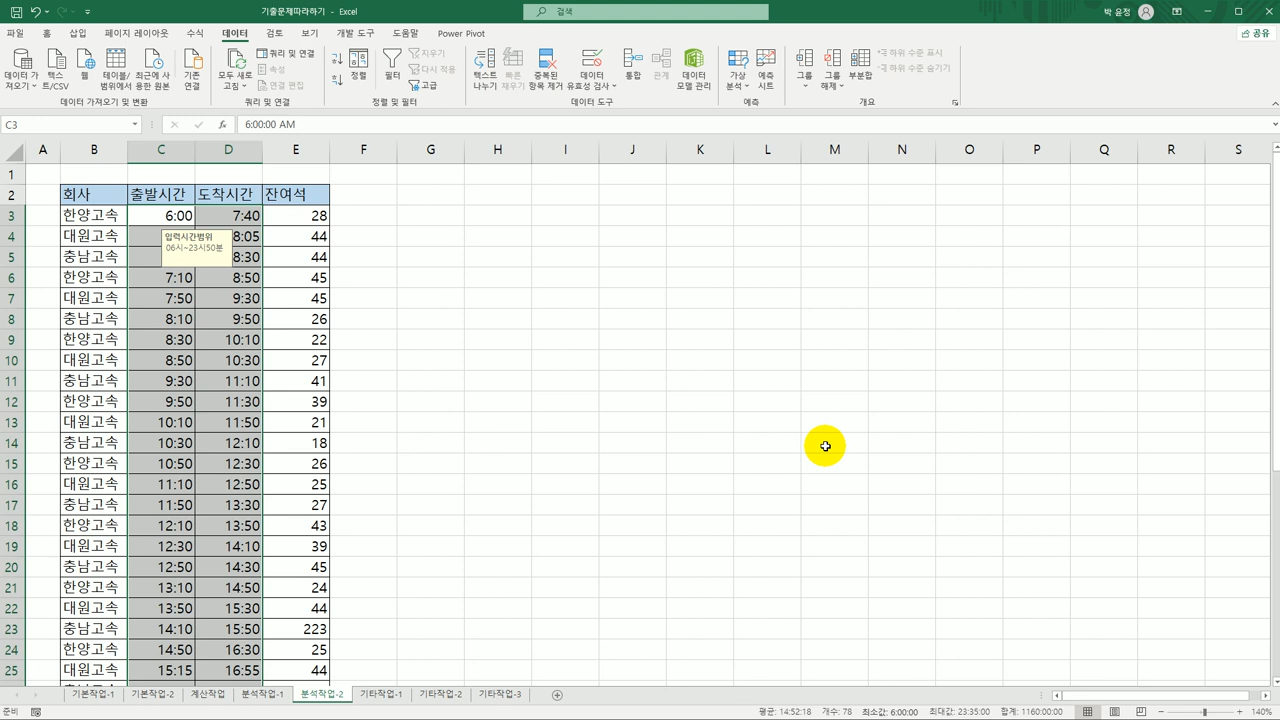 기출문제따라하기 - Excel
검색
박 윤정
파일 홈 삽입 페이지 레이아웃 수식 데이터 검토 보기 개발 도구 도움말 Power Pivot
공유
데이터 가져오기
텍스트/CSV
웹
테이블/범위에서
최근에 사용한 원본
기존 연결
모두 새로 고침
쿼리 및 연결
속성
연결 편집
정렬
필터
지우기
다시 적용
고급
텍스트 나누기
빠른 채우기
중복된 항목 제거
데이터 유효성 검사
통합
관계
데이터 모델 관리
가상 분석
예측 시트
그룹
그룹 해제
부분합
하위 수준 표시
하위 수준 숨기기
데이터 가져오기 및 변환 쿼리 및 연결 정렬 및 필터 데이터 도구 예측 개요
C3 fx 6:00:00 AM
A B C D E F G H I J K L M N O P Q R S
1
2 회사 출발시간 도착시간 잔여석
3 한양고속 6:00 7:40 28
4 대원고속 8:05 44
5 충남고속 8:30 44
입력시간범위
06시~23시50분
6 한양고속 7:10 8:50 45
7 대원고속 7:50 9:30 45
8 충남고속 8:10 9:50 26
9 한양고속 8:30 10:10 22
10 대원고속 8:50 10:30 27
11 충남고속 9:30 11:10 41
12 한양고속 9:50 11:30 39
13 대원고속 10:10 11:50 21
14 충남고속 10:30 12:10 18
15 한양고속 10:50 12:30 26
16 대원고속 11:10 12:50 25
17 충남고속 11:50 13:30 27
18 한양고속 12:10 13:50 43
19 대원고속 12:30 14:10 39
20 충남고속 12:50 14:30 45
21 한양고속 13:10 14:50 24
22 대원고속 13:50 15:30 44
23 충남고속 14:10 15:50 223
24 한양고속 14:50 16:30 25
25 대원고속 15:15 16:55 44
기본작업-1 기본작업-2 계산작업 분석작업-1 분석작업-2 기타작업-1 기타작업-2 기타작업-3
준비 평균: 14:52:18 개수: 78 최소값: 6:00:00 최대값: 23:35:00 합계: 1160:00:00 140%